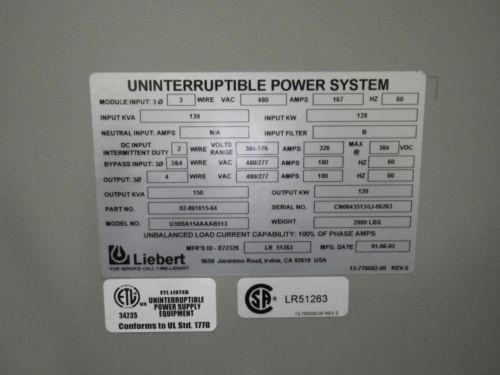 UNINTERRUPTIBLE POWER SYSTEM
MODULE INPUT: 3 Ø 3 WIRE VAC 480 AMPS 167 HZ 60
INPUT KVA 139 INPUT KW 128
NEUTRAL INPUT: AMPS N/A INPUT FILTER B
DC INPUT INTERMITTENT DUTY 2 WIRE VOLTS RANGE 384-576 AMPS 326 MAX @ 384 VDC
BYPASS INPUT: 3Ø 3&4 WIRE VAC 480/277 AMPS 180 HZ 60
OUTPUT: 3Ø 4 WIRE VAC 480/277 AMPS 180 HZ 60
OUTPUT KVA 150 OUTPUT KW 120
PART NO. 02-861615-64 SERIAL NO. CN0643513/U-06263
MODEL NO. U39SA154AAAB513 WEIGHT 2980 LBS
UNBALANCED LOAD CURRENT CAPABILITY: 100% OF PHASE AMPS
MFR'S ID - E72328 LR 51263 MFG. DATE 01-06-05
Liebert
FOR SERVICE CALL 1-800-LIEBERT
9650 Jeronimo Road, Irvine, CA 92618 USA
12-776092-00 REV.6
ETL LISTED
UNINTERRUPTIBLE
POWER SUPPLY
EQUIPMENT
ETL US
34235
Conforms to UL Std. 1778
SA LR51263